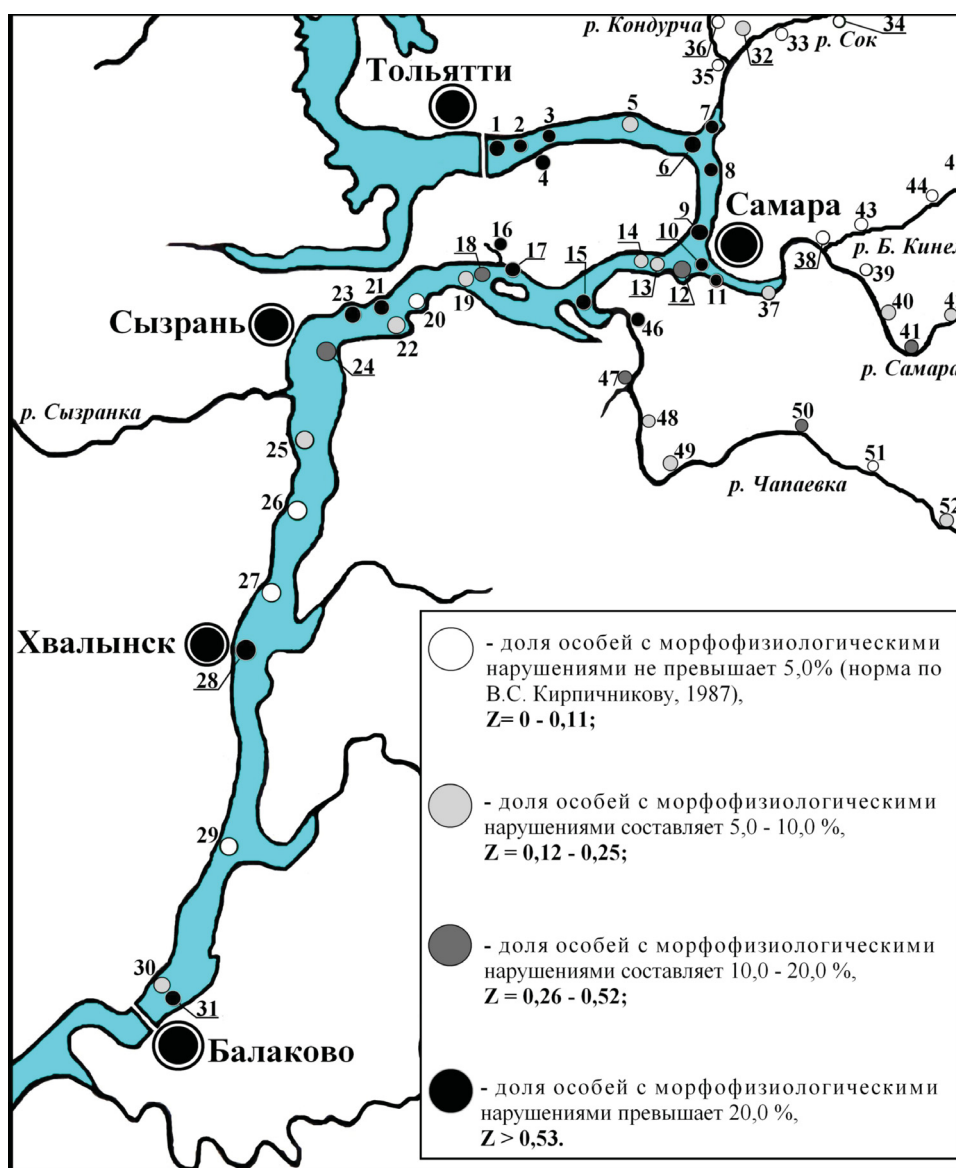 р. Кондурча
36
32
33
р. Сок
34
35
Тольятти
1
2
3
4
5
6
7
8
9
Самара
10
11
12
13
14
15
16
17
18
19
20
21
22
23
Сызрань
24
р. Сызранка
25
26
27
Хвалынск
28
29
30
31
Балаково
37
38
43
44
р. Б. Кинел
39
40
41
р. Самара
46
47
48
49
50
51
52
р. Чапаевка
- доля особей с морфофизиологическими
нарушениями не превышает 5,0% (норма по
В.С. Кирпичникову, 1987),
Z= 0 - 0,11;
- доля особей с морфофизиологическими
нарушениями составляет 5,0 - 10,0 %,
Z = 0,12 - 0,25;
- доля особей с морфофизиологическими
нарушениями составляет 10,0 - 20,0 %,
Z = 0,26 - 0,52;
- доля особей с морфофизиологическими
нарушениями превышает 20,0 %,
Z > 0,53.